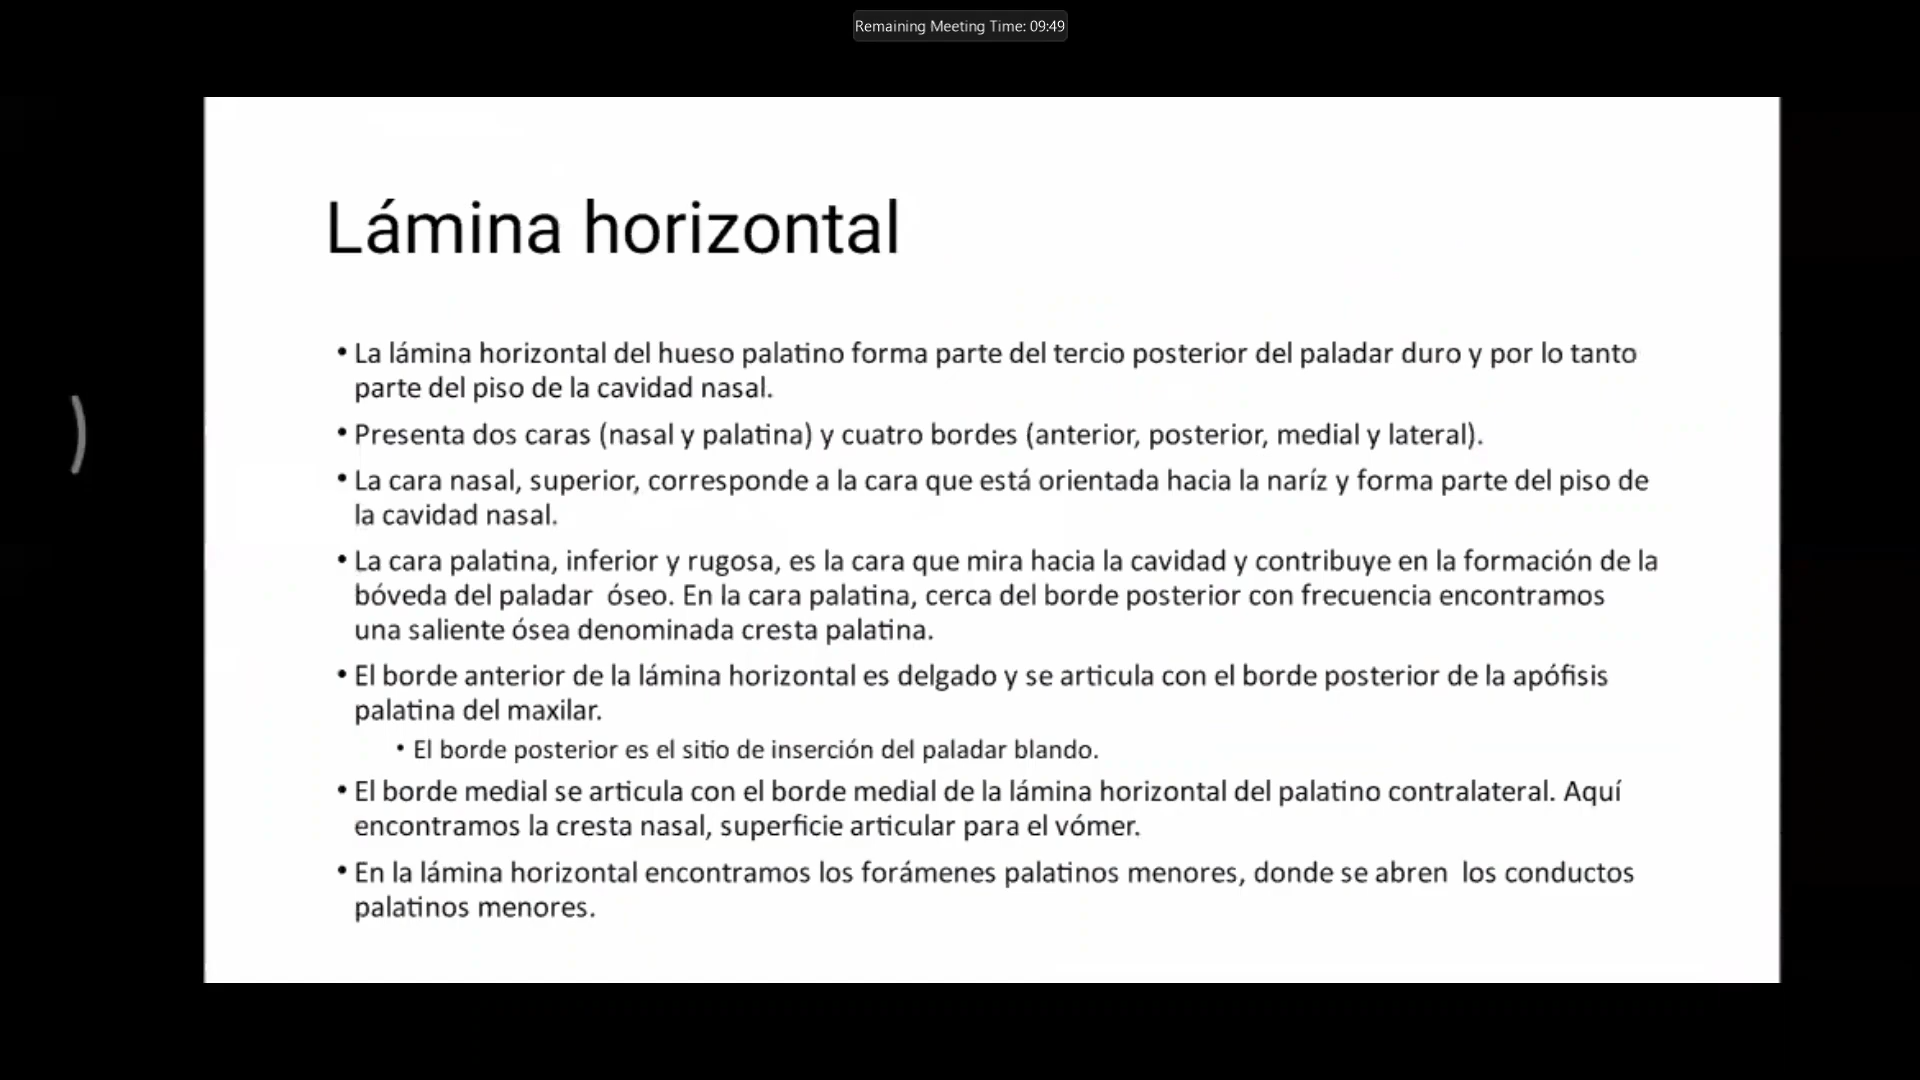 Remaining Meeting Time: 09:49
Lámina horizontal
• La lámina horizontal del hueso palatino forma parte del tercio posterior del paladar duro y por lo tanto
parte del piso de la cavidad nasal.
• Presenta dos caras (nasal y palatina) y cuatro bordes (anterior, posterior, medial y lateral).
• La cara nasal, superior, corresponde a la cara que está orientada hacia la naríz y forma parte del piso de
la cavidad nasal.
• La cara palatina, inferior y rugosa, es la cara que mira hacia la cavidad y contribuye en la formación de la
bóveda del paladar  óseo. En la cara palatina, cerca del borde posterior con frecuencia encontramos
una saliente ósea denominada cresta palatina.
• El borde anterior de la lámina horizontal es delgado y se articula con el borde posterior de la apófisis
palatina del maxilar.
• El borde posterior es el sitio de inserción del paladar blando.
• El borde medial se articula con el borde medial de la lámina horizontal del palatino contralateral. Aquí
encontramos la cresta nasal, superficie articular para el vómer.
• En la lámina horizontal encontramos los forámenes palatinos menores, donde se abren  los conductos
palatinos menores.